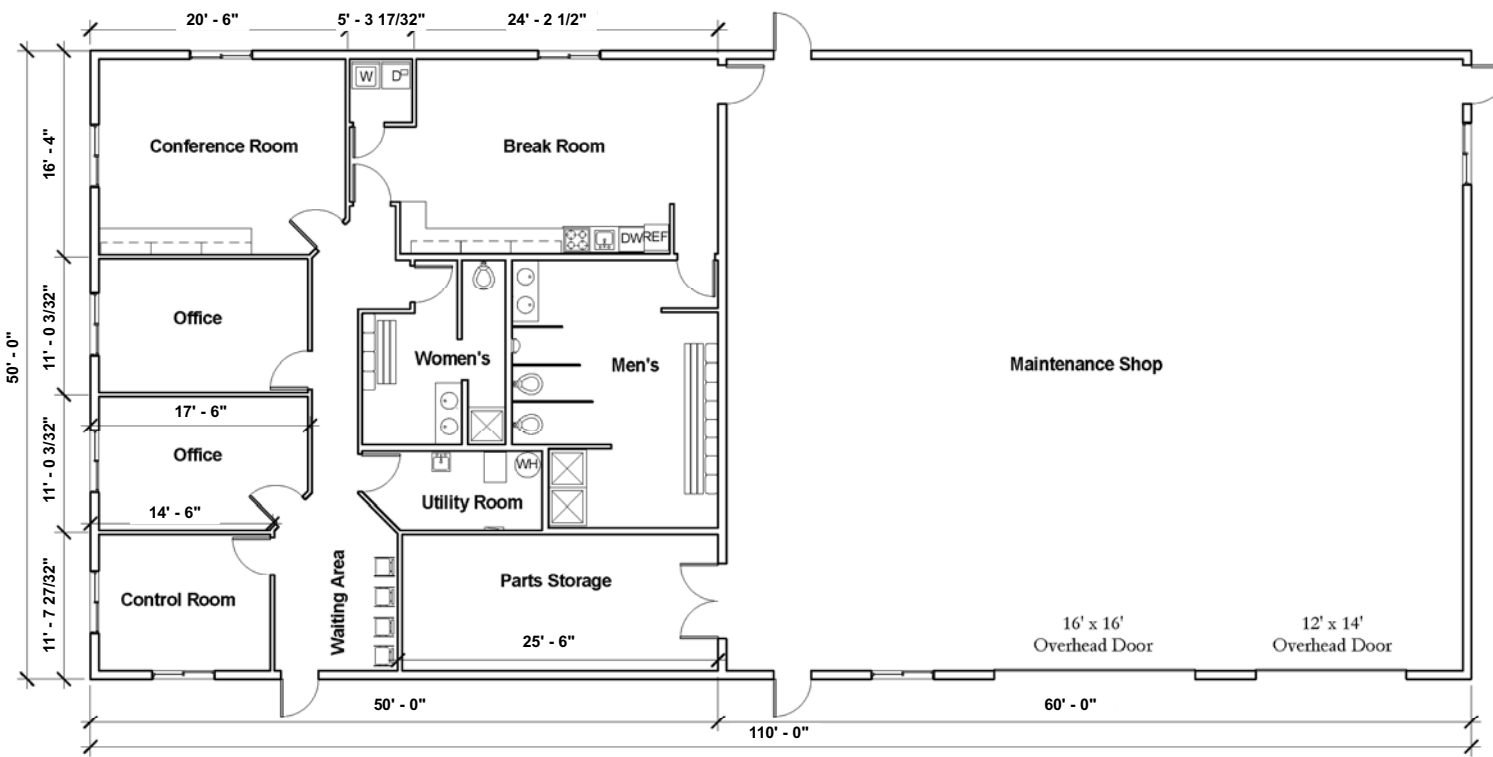 20' - 6"
5' - 3 17/32"
24' - 2 1/2"
W
D
Conference Room
Break Room
16' - 4"
DW
REF
Office
11' - 0 3/32"
50' - 0"
Women's
Men's
Maintenance Shop
17' - 6"
Office
11' - 0 3/32"
WH
Utility Room
14' - 6"
Waiting Area
Parts Storage
Control Room
11' - 7 27/32"
25' - 6"
16' x 16'
Overhead Door
12' x 14'
Overhead Door
50' - 0"
60' - 0"
110' - 0"